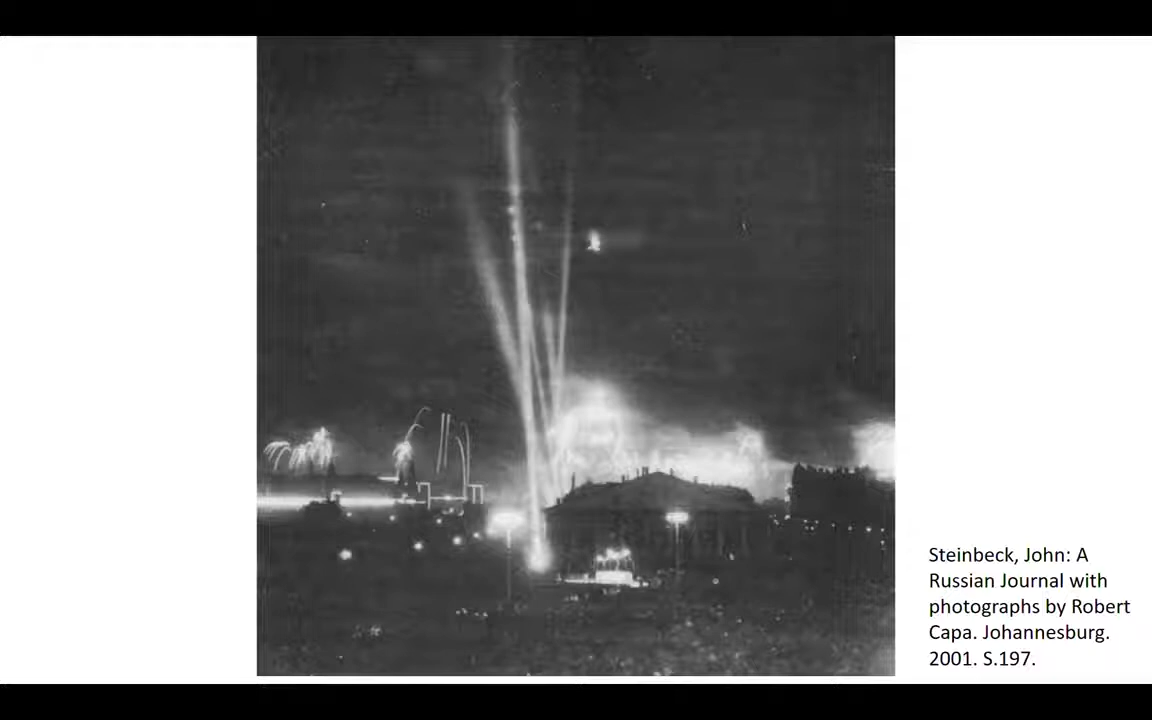 Steinbeck, John: A
Russian Journal with
photographs by Robert
Capa. Johannesburg.
2001. S.197.